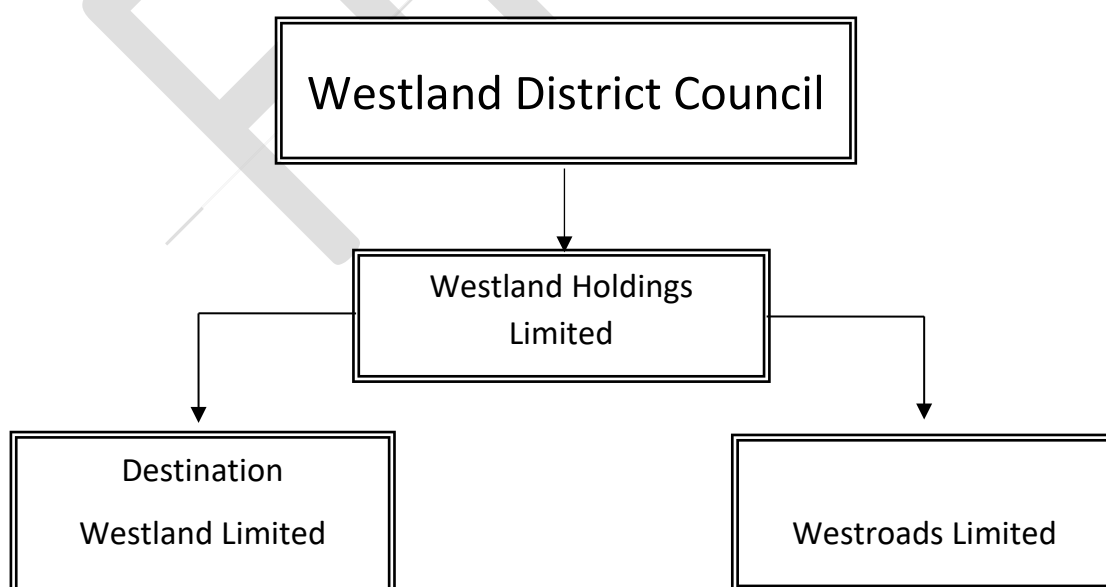 Westland District Council
Westland Holdings
Limited
Destination
Westland Limited
Westroads Limited